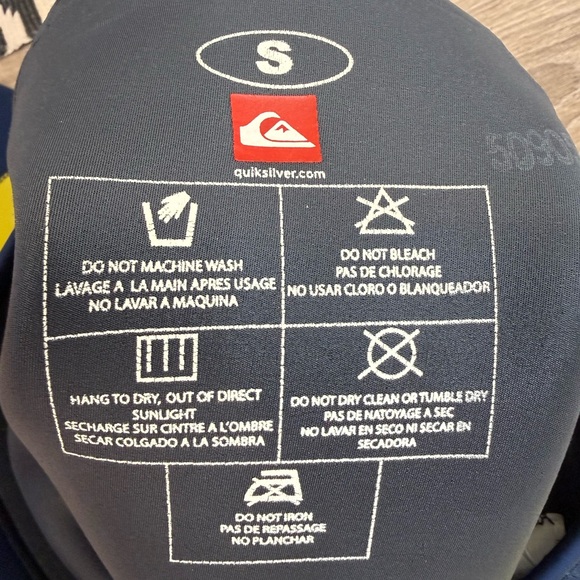 S
quiksilver.com
DO NOT MACHINE WASH
LAVAGE A LA MAIN APRES USAGE
NO LAVAR A MAQUINA
DO NOT BLEACH
PAS DE CHLORAGE
NO USAR CLORO O BLANQUEADOR
HANG TO DRY, OUT OF DIRECT
SUNLIGHT
SECHARGE SUR CINTRE A L'OMBRE
SECAR COLGADO A LA SOMBRA
DO NOT DRY CLEAN OR TUMBLE DRY
PAS DE NATOYAGE A SEC
NO LAVAR EN SECO NI SECAR EN
SECADORA
DO NOT IRON
PAS DE REPASSAGE
NO PLANCHAR